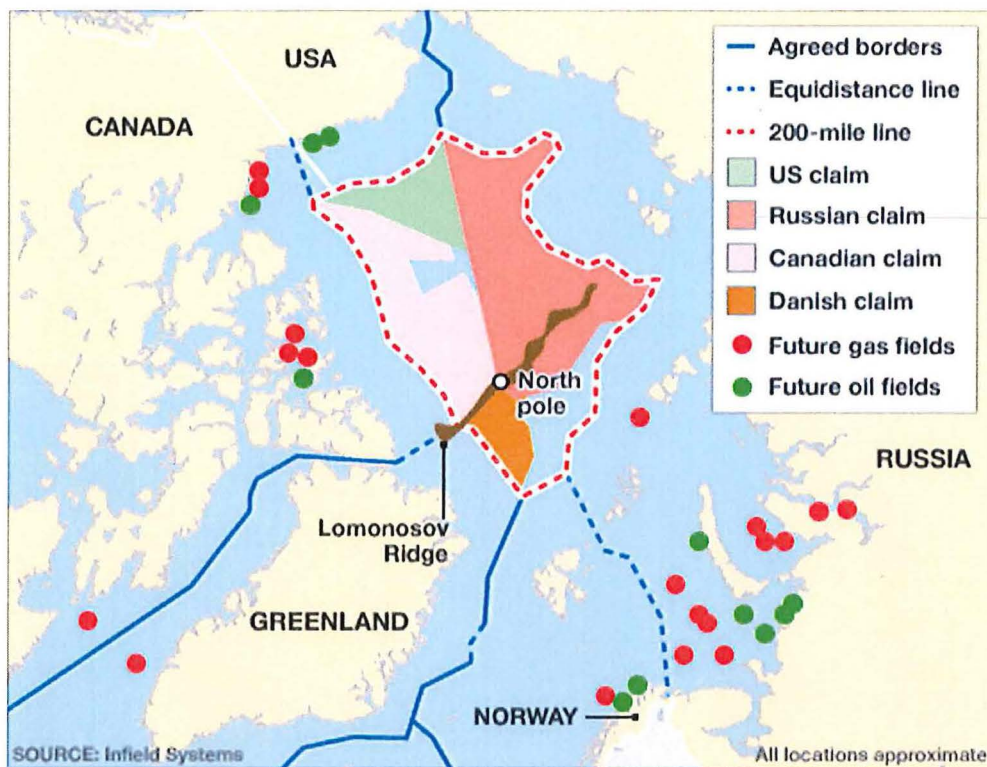 USA
CANADA
Agreed borders
Equidistance line
200-mile line
US claim
Russian claim
Canadian claim
Danish claim
Future gas fields
Future oil fields
North
pole
RUSSIA
Lomonosov
Ridge
GREENLAND
NORWAY
SOURCE: Infield Systems
All locations approximate